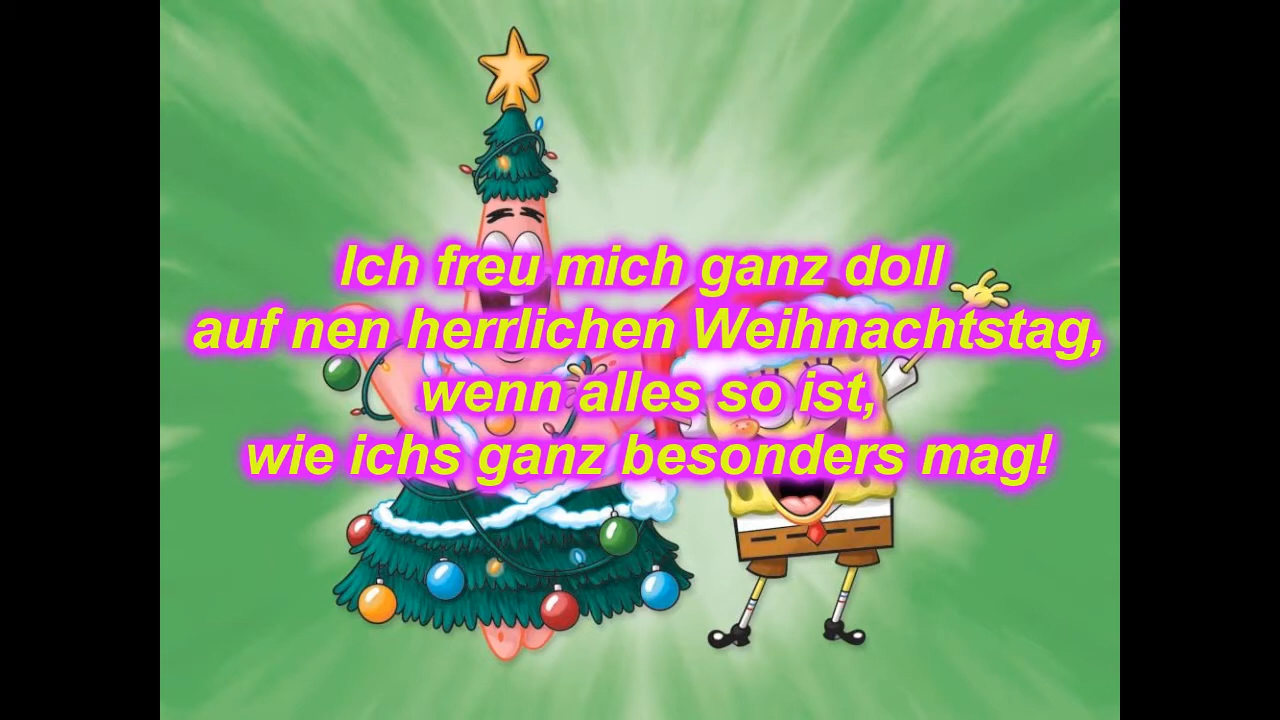 Ich freu mich ganz doll
auf nen herrlichen Weihnachtstag,
wenn alles so ist,
wie ichs ganz besonders mag!